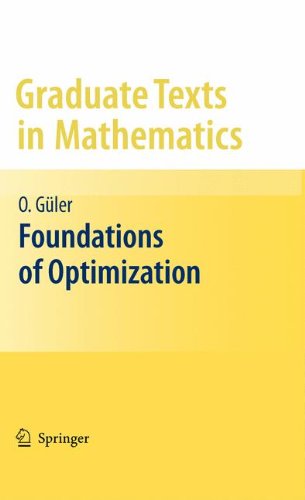 Graduate Texts
in Mathematics
O. Güler
Foundations
of Optimization
Springer